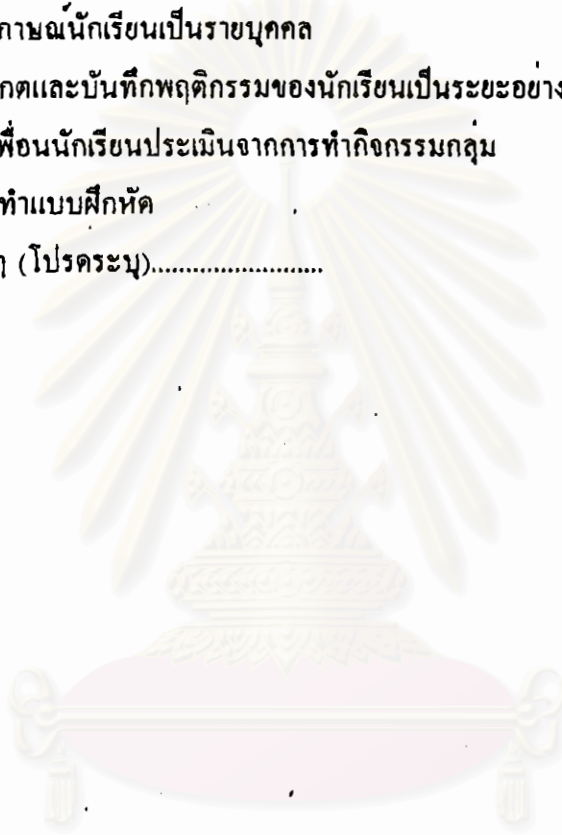 ภาษณ์นักเรียนเป็นรายบุคคล
กตและบันทึกพฤติกรรมของนักเรียนเป็นระยะอย่าง
พื่อนนักเรียนประเมินจากการทำกิจกรรมกลุ่ม
ทำแบบฝึกหัด
ๆ (โปรดระบุ).........................